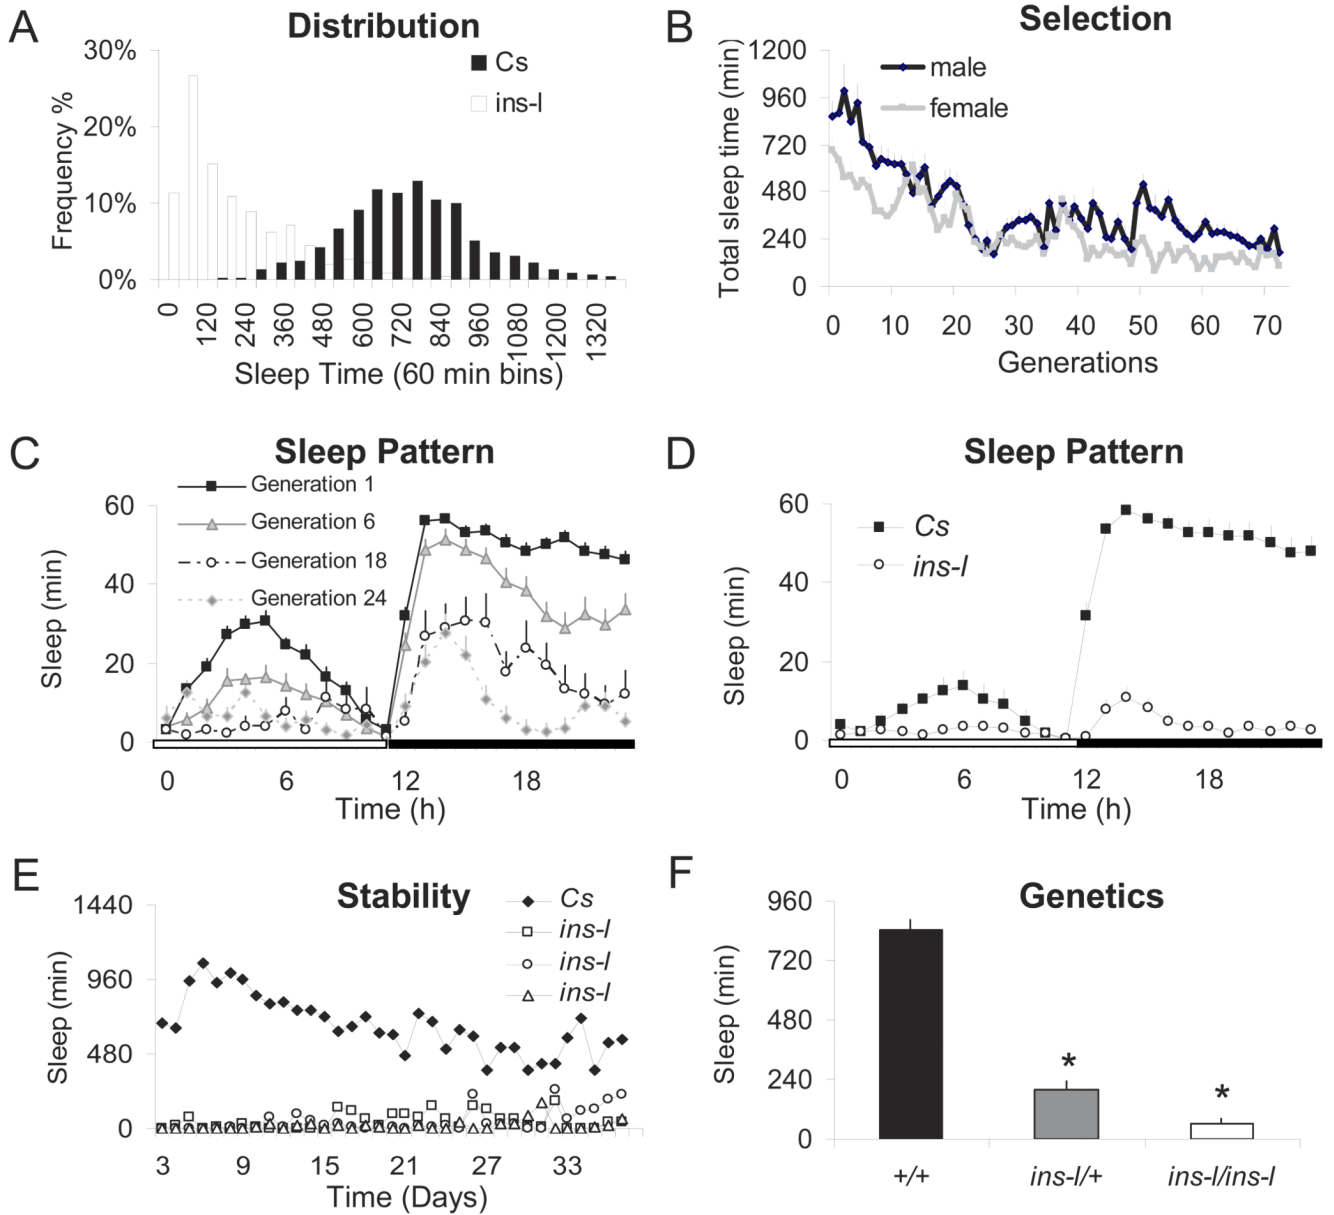 A
Distribution
30%
20%
10%
0%
Frequency %
Cs
ins-l
0
120
240
360
480
600
720
840
960
1080
1200
1320
Sleep Time (60 min bins)
B
Selection
1200
960
720
480
240
0
Total sleep time (min)
male
female
0 10 20 30 40 50 60 70
Generations
C
Sleep Pattern
Generation 1
Generation 6
Generation 18
Generation 24
60
40
20
0
Sleep (min)
0 6 12 18
Time (h)
D
Sleep Pattern
60
40
20
0
Sleep (min)
Cs
ins-l
0 6 12 18
Time (h)
E
Stability
1440
960
480
0
Sleep (min)
Cs
ins-l
ins-l
ins-l
3 9 15 21 27 33
Time (Days)
F
Genetics
960
720
480
240
0
Sleep (min)
*
*
+/+ ins-l/+ ins-l/ins-l